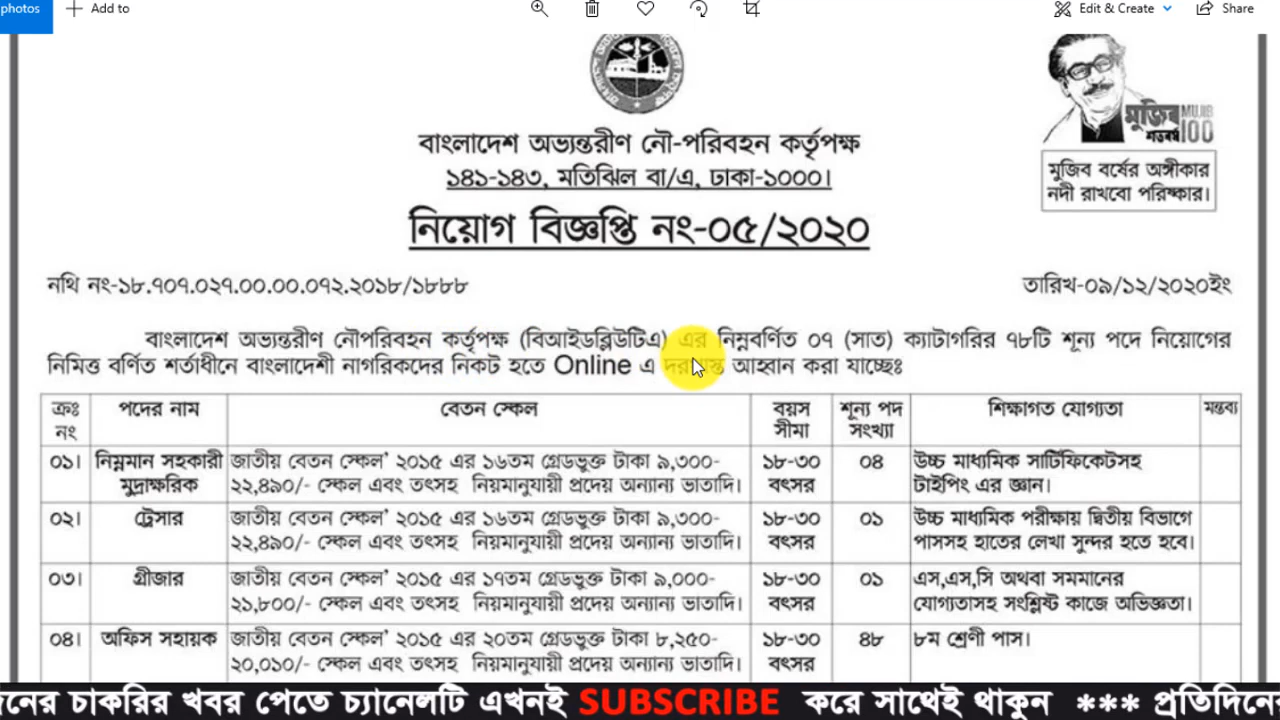 photos
Add to
Edit & Create
Share
মুজিব MUJIB
শতবর্ষ 100
বাংলাদেশ অভ্যন্তরীণ নৌ-পরিবহন কর্তৃপক্ষ
১৪১-১৪৩, মতিঝিল বা/এ, ঢাকা-১০০০।
মুজিব বর্ষের অঙ্গীকার
নদী রাখবো পরিষ্কার।
নিয়োগ বিজ্ঞপ্তি নং-০৫/২০২০
নথি নং-১৮.৭০৭.০২৭.০০.০০.০৭২.২০১৮/১৮৮৮
তারিখ-০৯/১২/২০২০ইং
বাংলাদেশ অভ্যন্তরীণ নৌপরিবহন কর্তৃপক্ষ (বিআইডব্লিউটিএ) এর নিম্নবর্ণিত ০৭ (সাত) ক্যাটাগরির ৭৮টি শূন্য পদে নিয়োগের
নিমিত্ত বর্ণিত শর্তাধীনে বাংলাদেশী নাগরিকদের নিকট হতে Online এ দরখাস্ত আহ্বান করা যাচ্ছেঃ
ক্রঃ নং পদের নাম বেতন স্কেল বয়স সীমা শূন্য পদ সংখ্যা শিক্ষাগত যোগ্যতা মন্তব্য
০১। নিম্নমান সহকারী জাতীয় বেতন স্কেল' ২০১৫ এর ১৬তম গ্রেডভুক্ত টাকা ৯,৩০০- ১৮-৩০ ০৪ উচ্চ মাধ্যমিক সার্টিফিকেটসহ
মুদ্রাক্ষরিক ২২,৪৯০/- স্কেল এবং তৎসহ নিয়মানুযায়ী প্রদেয় অন্যান্য ভাতাদি। বৎসর টাইপিং এর জ্ঞান।
০২। ট্রেসার জাতীয় বেতন স্কেল' ২০১৫ এর ১৬তম গ্রেডভুক্ত টাকা ৯,৩০০- ১৮-৩০ ০১ উচ্চ মাধ্যমিক পরীক্ষায় দ্বিতীয় বিভাগে
২২,৪৯০/- স্কেল এবং তৎসহ নিয়মানুযায়ী প্রদেয় অন্যান্য ভাতাদি। বৎসর পাসসহ হাতের লেখা সুন্দর হতে হবে।
০৩। গ্রীজার জাতীয় বেতন স্কেল' ২০১৫ এর ১৭তম গ্রেডভুক্ত টাকা ৯,০০০- ১৮-৩০ ০১ এস,এস,সি অথবা সমমানের
২১,৮০০/- স্কেল এবং তৎসহ নিয়মানুযায়ী প্রদেয় অন্যান্য ভাতাদি। বৎসর যোগ্যতাসহ সংশ্লিষ্ট কাজে অভিজ্ঞতা।
০৪। অফিস সহায়ক জাতীয় বেতন স্কেল' ২০১৫ এর ২০তম গ্রেডভুক্ত টাকা ৮,২৫০- ১৮-৩০ ৪৮ ৮ম শ্রেণী পাস।
২০,০১০/- স্কেল এবং তৎসহ নিয়মানুযায়ী প্রদেয় অন্যান্য ভাতাদি। বৎসর
নের চাকরির খবর পেতে চ্যানেলটি এখনই SUBSCRIBE করে সাথেই থাকুন *** প্রতিদিনে